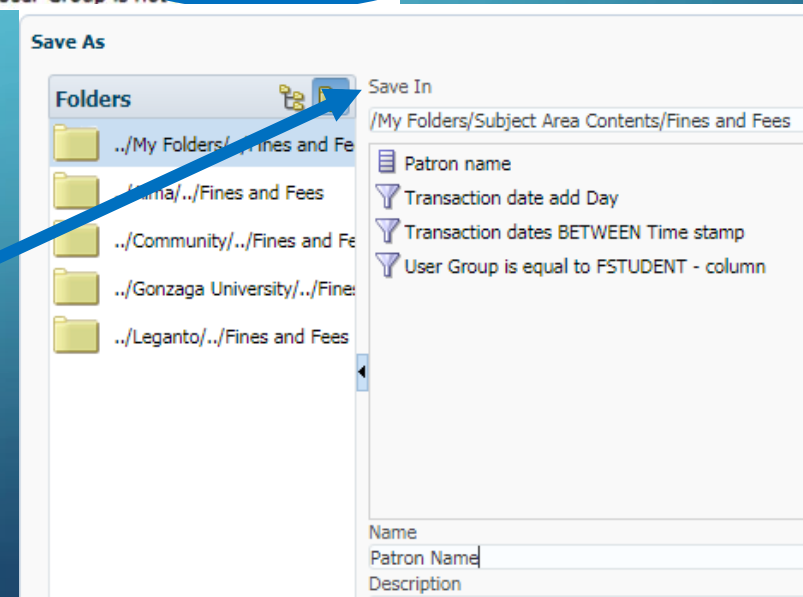 Save As
Folders
../My Folders/../Fines and Fe
../Fines and Fees
../Community/../Fines and Fe
../Gonzaga University/../Fine
../Leganto/../Fines and Fees
Save In
/My Folders/Subject Area Contents/Fines and Fees
Patron name
Transaction date add Day
Transaction dates BETWEEN Time stamp
User Group is equal to FSTUDENT - column
Name
Patron Name
Description